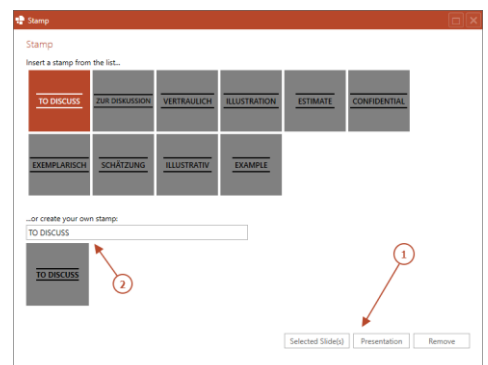 Stamp
Stamp
Insert a stamp from the list...
TO DISCUSS ZUR DISKUSSION VERTRAULICH ILLUSTRATION ESTIMATE CONFIDENTIAL
EXEMPLARISCH SCHÄTZUNG ILLUSTRATIV EXAMPLE
...or create your own stamp:
TO DISCUSS
1
2
TO DISCUSS
Selected Slide(s) Presentation Remove